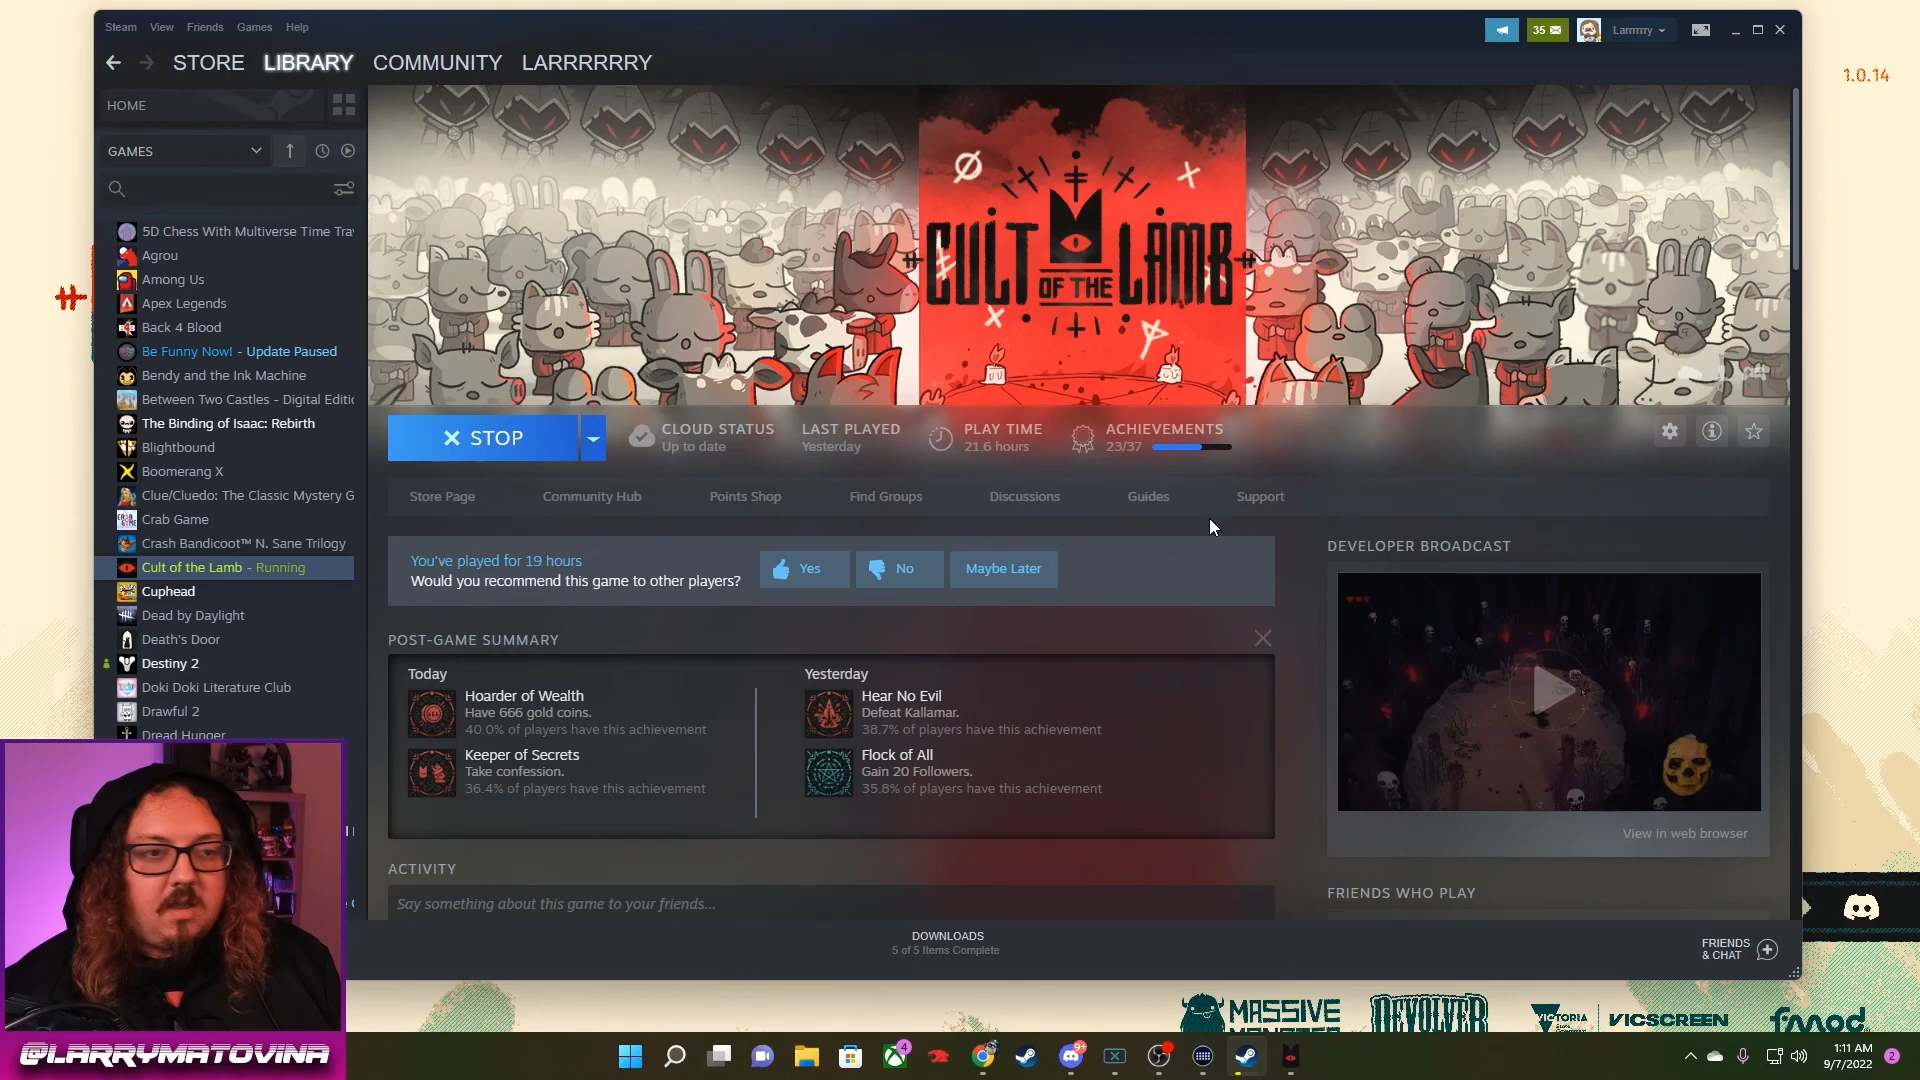 Steam View Friends Games Help
35
Larrrrrry
STORE LIBRARY COMMUNITY LARRRRRRY
1.0.14
HOME
GAMES
5D Chess With Multiverse Time Trav
Agrou
Among Us
Apex Legends
Back 4 Blood
Be Funny Now! - Update Paused
Bendy and the Ink Machine
Between Two Castles - Digital Editic
The Binding of Isaac: Rebirth
Blightbound
Boomerang X
Clue/Cluedo: The Classic Mystery G
Crab Game
Crash Bandicoot™ N. Sane Trilogy
Cult of the Lamb - Running
Cuphead
Dead by Daylight
Death's Door
Destiny 2
Doki Doki Literature Club
Drawful 2
Dread Hunger
CULT OF THE LAMB
STOP
CLOUD STATUS
Up to date
LAST PLAYED
Yesterday
PLAY TIME
21.6 hours
ACHIEVEMENTS
23/37
Store Page Community Hub Points Shop Find Groups Discussions Guides Support
You've played for 19 hours
Would you recommend this game to other players?
Yes No Maybe Later
POST-GAME SUMMARY
Today
Hoarder of Wealth
Have 666 gold coins.
40.0% of players have this achievement
Keeper of Secrets
Take confession.
36.4% of players have this achievement
Yesterday
Hear No Evil
Defeat Kallamar.
38.7% of players have this achievement
Flock of All
Gain 20 Followers.
35.8% of players have this achievement
ACTIVITY
Say something about this game to your friends...
DEVELOPER BROADCAST
View in web browser
FRIENDS WHO PLAY
DOWNLOADS
5 of 5 Items Complete
FRIENDS
& CHAT
MASSIVE
MONSTER
DEVOLVER
VICTORIA
VICSCREEN
fmod
@LARRYMATOVINA
4
9+
1:11 AM
9/7/2022
2